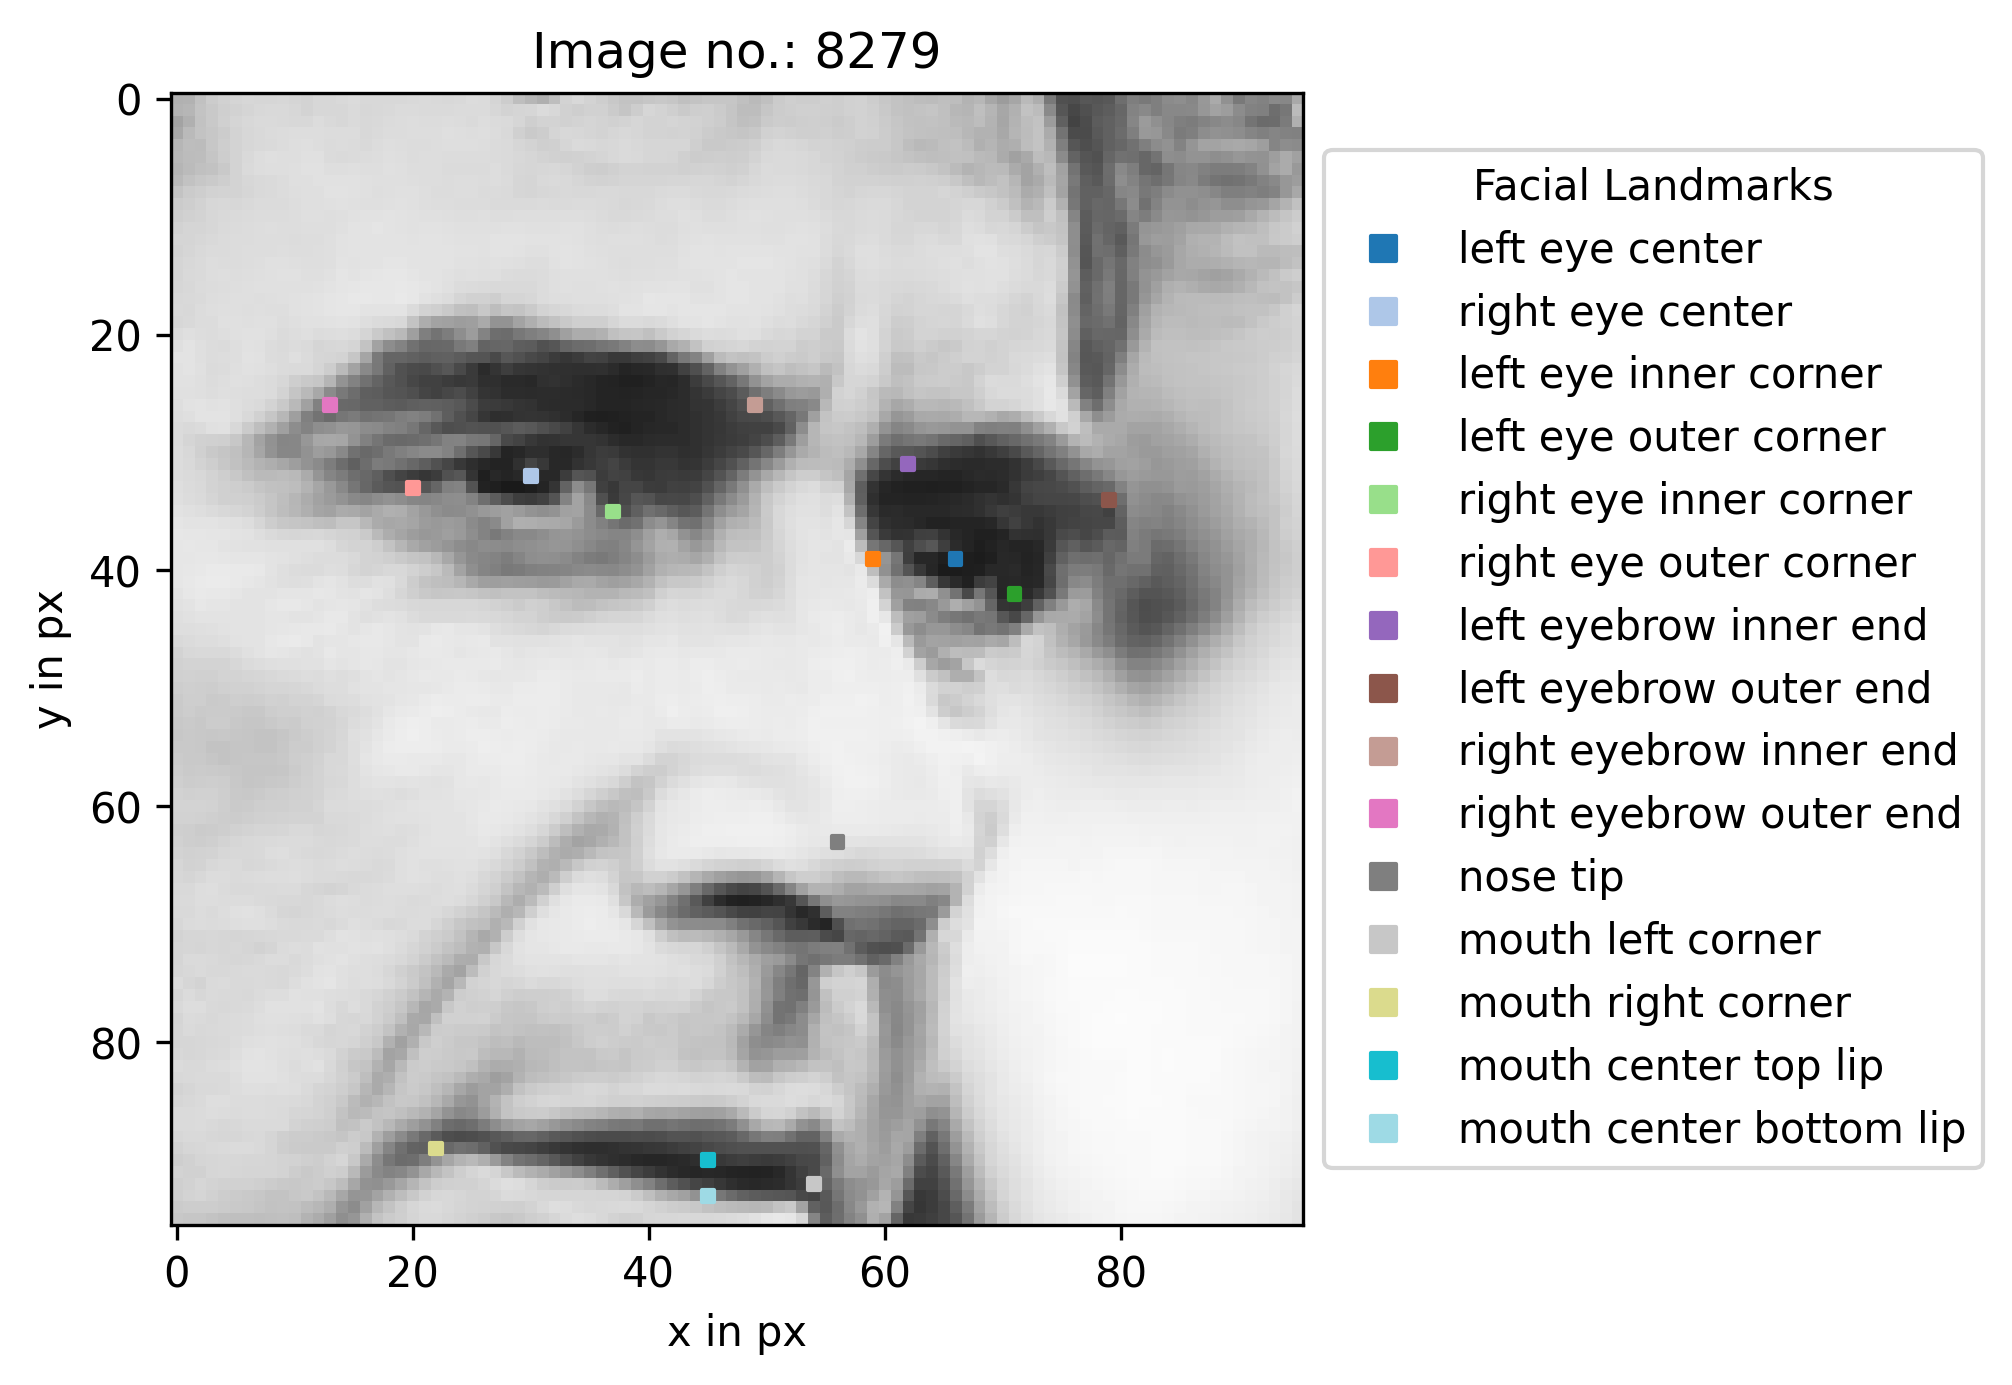 Image no.: 8279
0
20
40
60
80
y in px
0 20 40 60 80
x in px
Facial Landmarks
left eye center
right eye center
left eye inner corner
left eye outer corner
right eye inner corner
right eye outer corner
left eyebrow inner end
left eyebrow outer end
right eyebrow inner end
right eyebrow outer end
nose tip
mouth left corner
mouth right corner
mouth center top lip
mouth center bottom lip